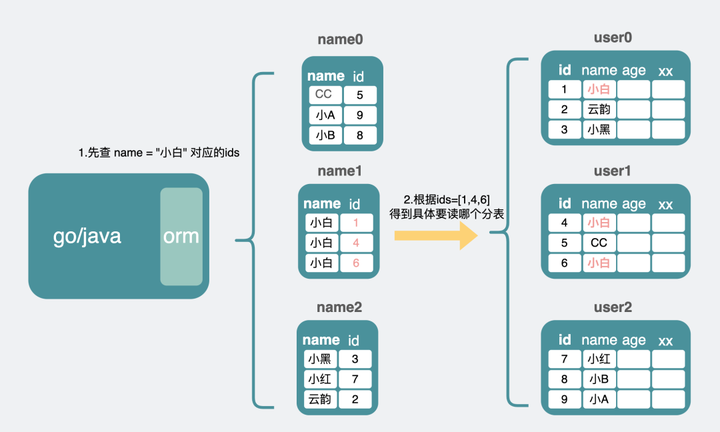 1.先查 name = "小白" 对应的ids
go/java
orm
name0
name id
CC 5
小A 9
小B 8
name1
name id
小白 1
小白 4
小白 6
name2
name id
小黑 3
小红 7
云韵 2
2.根据ids=[1,4,6]
得到具体要读哪个分表
user0
id name age xx
1 小白
2 云韵
3 小黑
user1
id name age xx
4 小白
5 CC
6 小白
user2
id name age xx
7 小红
8 小B
9 小A